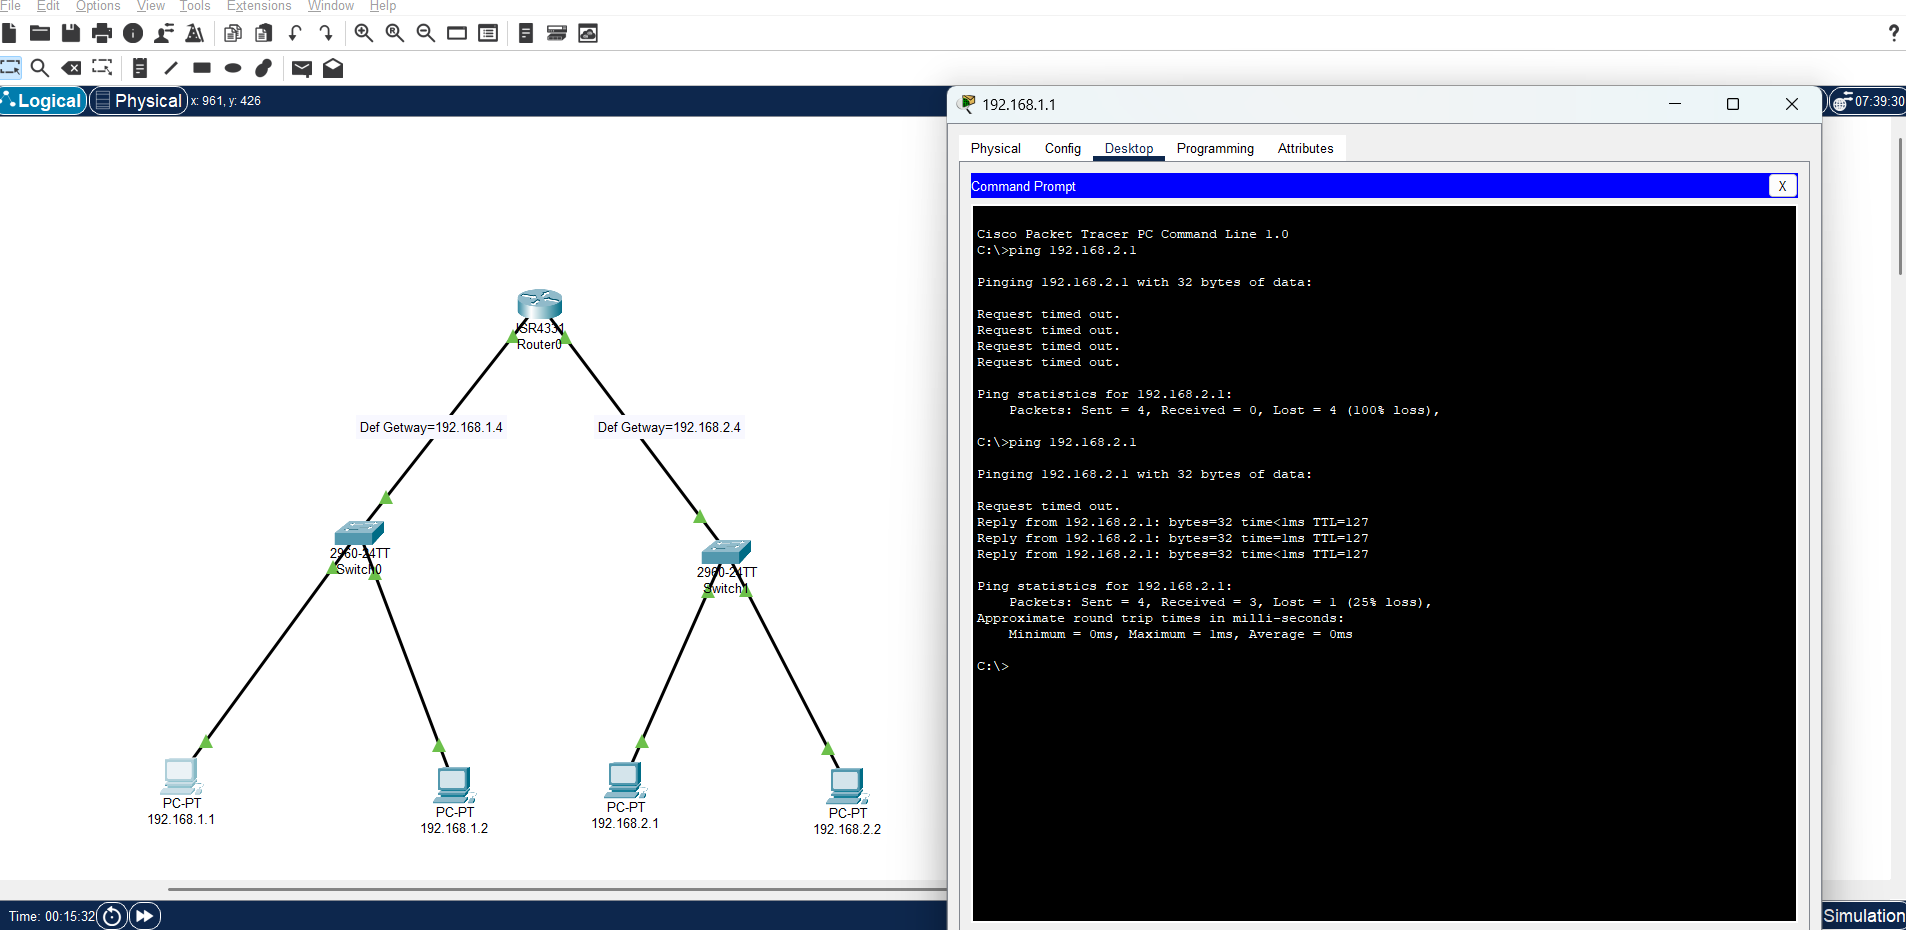 File Edit Options View Tools Extensions Window Help
?
Logical Physical x: 961, y: 426
07:39:30
ISR4331
Router0
Def Getway=192.168.1.4
Def Getway=192.168.2.4
2960-24TT
Switch0
2960-24TT
Switch1
PC-PT
192.168.1.1
PC-PT
192.168.1.2
PC-PT
192.168.2.1
PC-PT
192.168.2.2
Time: 00:15:32
192.168.1.1
Physical Config Desktop Programming Attributes
Command Prompt
X
Cisco Packet Tracer PC Command Line 1.0
C:\>ping 192.168.2.1
Pinging 192.168.2.1 with 32 bytes of data:
Request timed out.
Request timed out.
Request timed out.
Request timed out.
Ping statistics for 192.168.2.1:
Packets: Sent = 4, Received = 0, Lost = 4 (100% loss),
C:\>ping 192.168.2.1
Pinging 192.168.2.1 with 32 bytes of data:
Request timed out.
Reply from 192.168.2.1: bytes=32 time<1ms TTL=127
Reply from 192.168.2.1: bytes=32 time=1ms TTL=127
Reply from 192.168.2.1: bytes=32 time<1ms TTL=127
Ping statistics for 192.168.2.1:
Packets: Sent = 4, Received = 3, Lost = 1 (25% loss),
Approximate round trip times in milli-seconds:
Minimum = 0ms, Maximum = 1ms, Average = 0ms
C:\>
Simulation